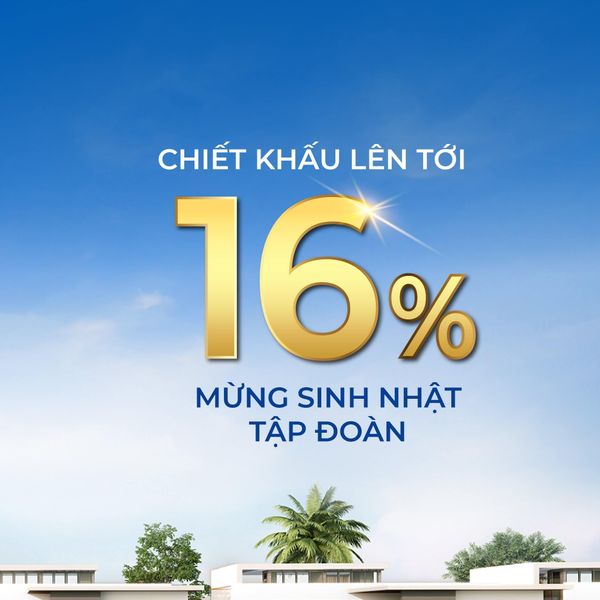 CHIẾT KHẤU LÊN TỚI
16%
MỪNG SINH NHẬT
TẬP ĐOÀN